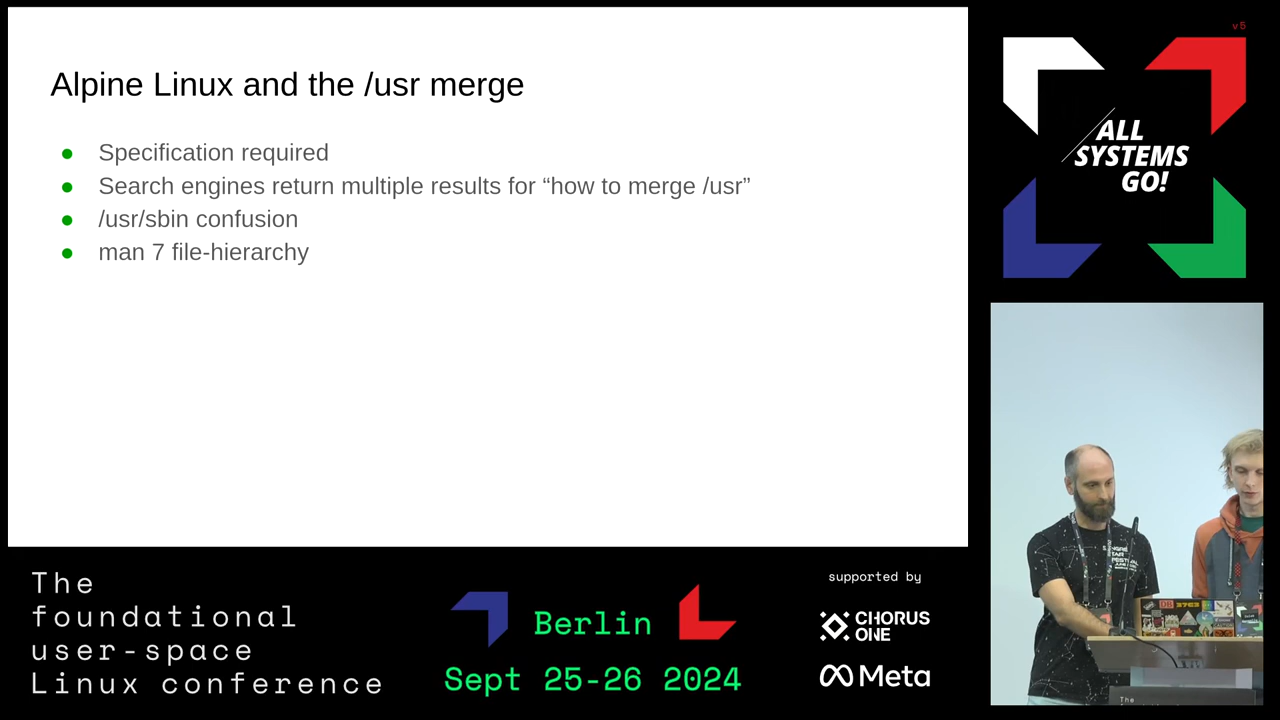 Alpine Linux and the /usr merge
● Specification required
● Search engines return multiple results for “how to merge /usr”
● /usr/sbin confusion
● man 7 file-hierarchy
v5
ALL
SYSTEMS
GO!
The
foundational
user-space
Linux conference
Berlin
Sept 25-26 2024
supported by
CHORUS
ONE
Meta